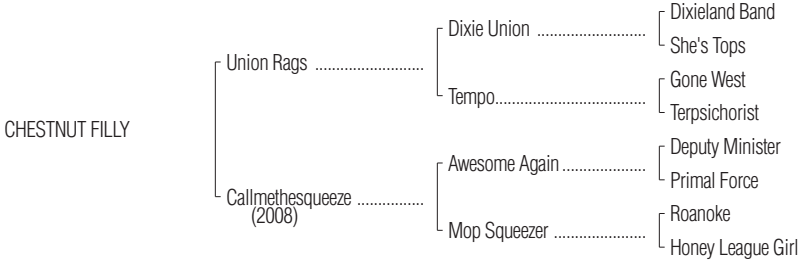 Dixieland Band
Dixie Union ..........................
She's Tops
Union Rags ..........................
Gone West
Tempo....................................
Terpsichorist
CHESTNUT FILLY
Deputy Minister
Awesome Again ....................
Primal Force
Callmethesqueeze ................
(2008)
Roanoke
Mop Squeezer ......................
Honey League Girl